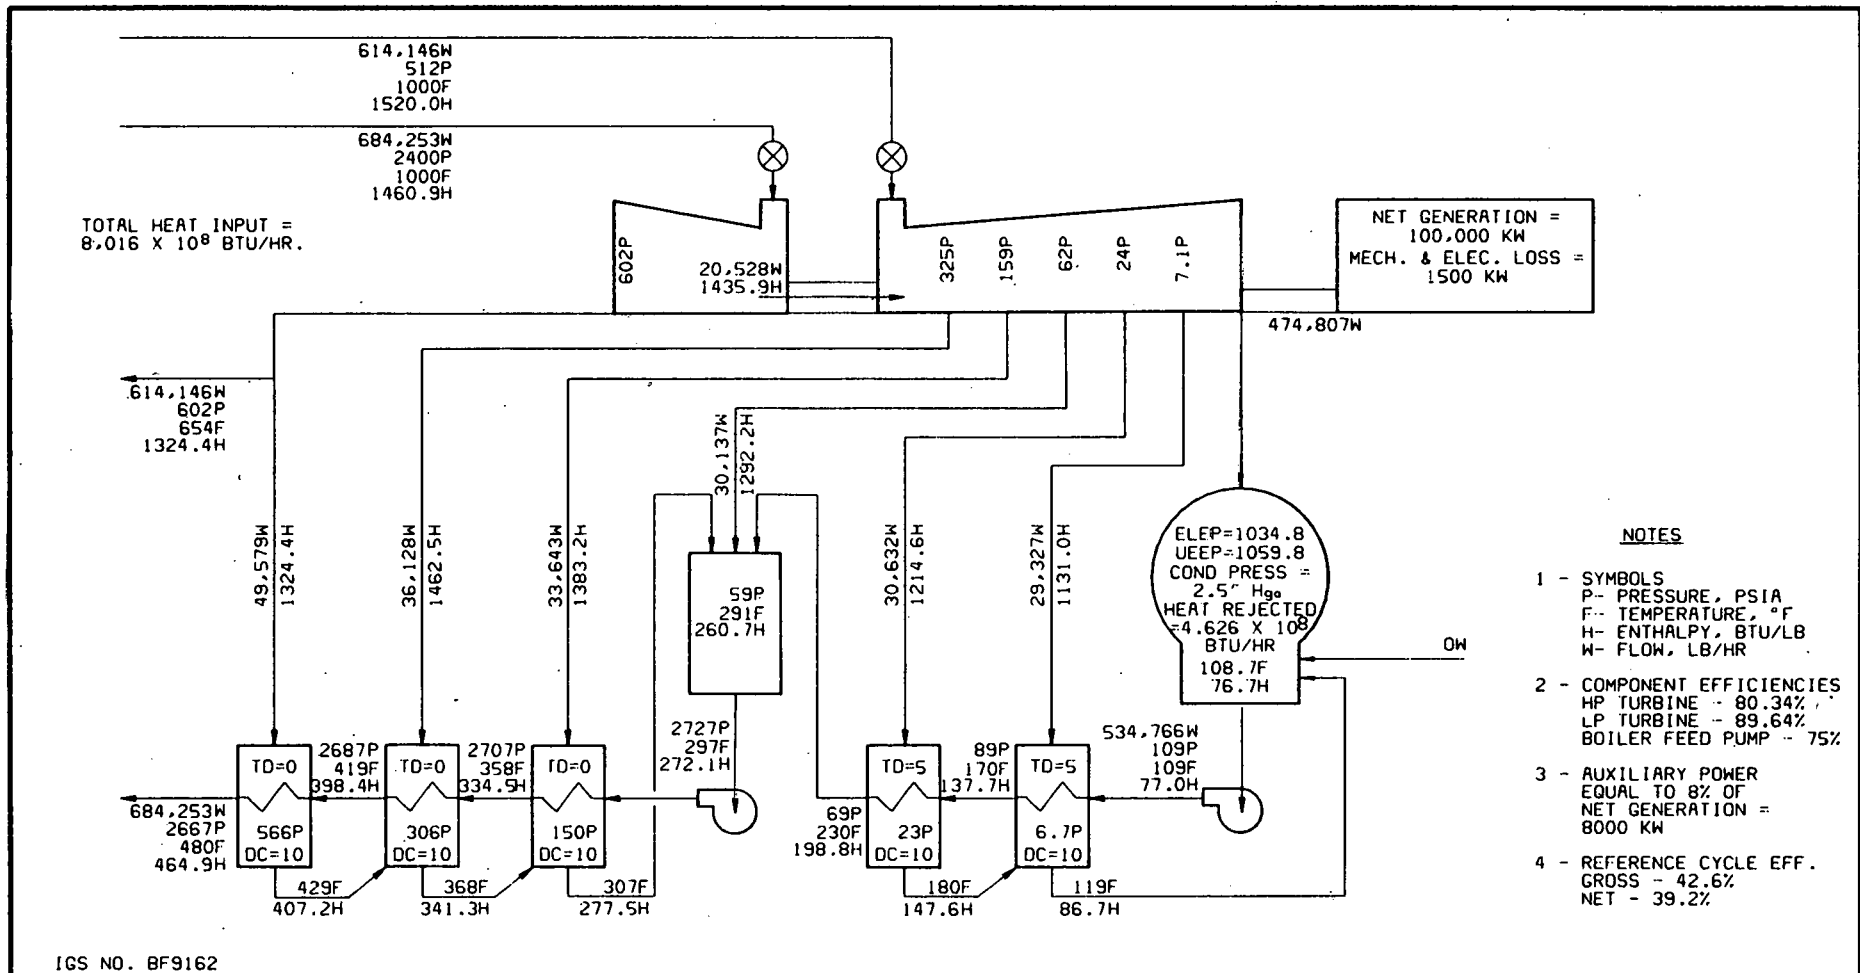 614,146W
512P
1000F
1520.0H
684,253W
2400P
1000F
1460.9H
TOTAL HEAT INPUT =
8.016 X 10⁸ BTU/HR.
602P
20,528W
1435.9H
325P
159P
62P
24P
7.1P
NET GENERATION =
100,000 KW
MECH. & ELEC. LOSS =
1500 KW
474,807W
614,146W
602P
654F
1324.4H
49,579W
1324.4H
36,128W
1462.5H
33,643W
1383.2H
30,137W
1292.2H
30,632W
1214.6H
29,327W
1131.0H
59P
291F
260.7H
ELEP=1034.8
UEEP=1059.8
COND PRESS =
2.5" Hga
HEAT REJECTED
=4.626 X 10⁸
BTU/HR
108.7F
76.7H
0W
TD=0
566P
DC=10
2687P
419F
398.4H
TD=0
306P
DC=10
2707P
358F
334.5H
TD=0
150P
DC=10
2727P
297F
272.1H
69P
230F
198.8H
TD=5
23P
DC=10
89P
170F
137.7H
TD=5
6.7P
DC=10
534,766W
109P
109F
77.0H
684,253W
2667P
480F
464.9H
429F
407.2H
368F
341.3H
307F
277.5H
180F
147.6H
119F
86.7H
NOTES
1 - SYMBOLS
P- PRESSURE, PSIA
F- TEMPERATURE, °F
H- ENTHALPY, BTU/LB
W- FLOW, LB/HR
2 - COMPONENT EFFICIENCIES
HP TURBINE - 80.34%
LP TURBINE - 89.64%
BOILER FEED PUMP - 75%
3 - AUXILIARY POWER
EQUAL TO 8% OF
NET GENERATION =
8000 KW
4 - REFERENCE CYCLE EFF.
GROSS - 42.6%
NET - 39.2%
IGS NO. BF9162